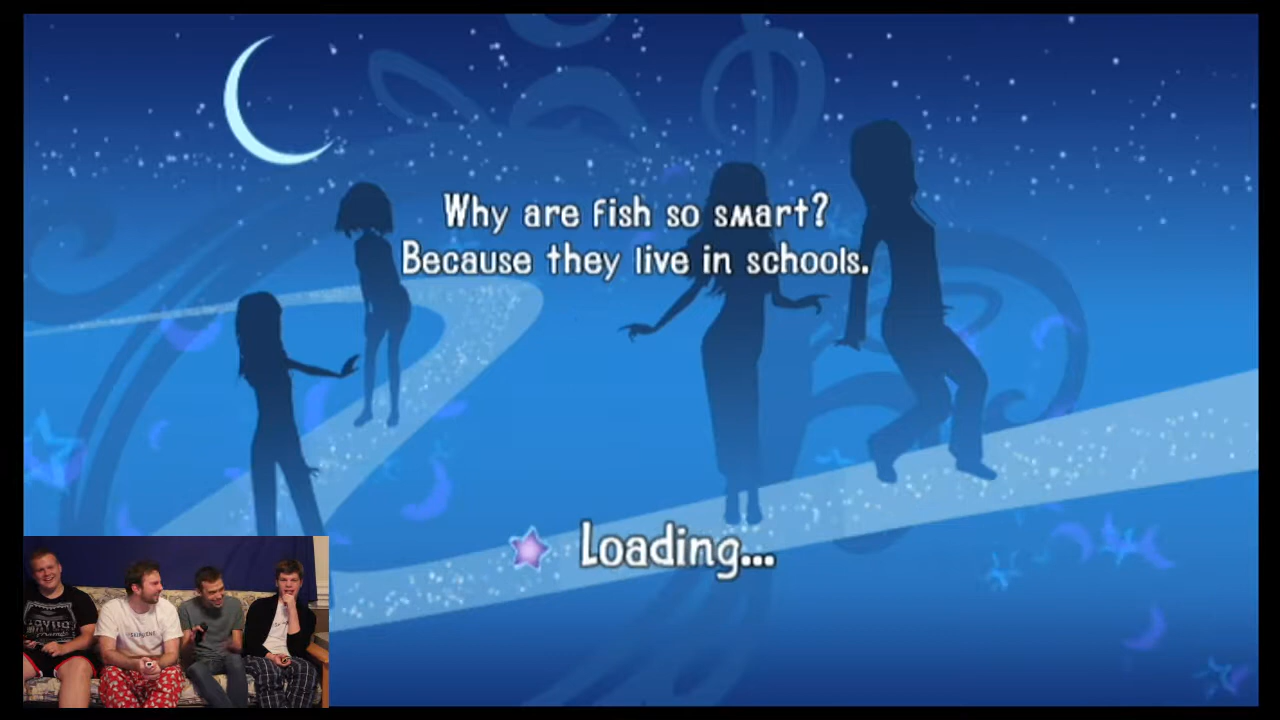 Why are fish so smart?
Because they live in schools.
Loading...